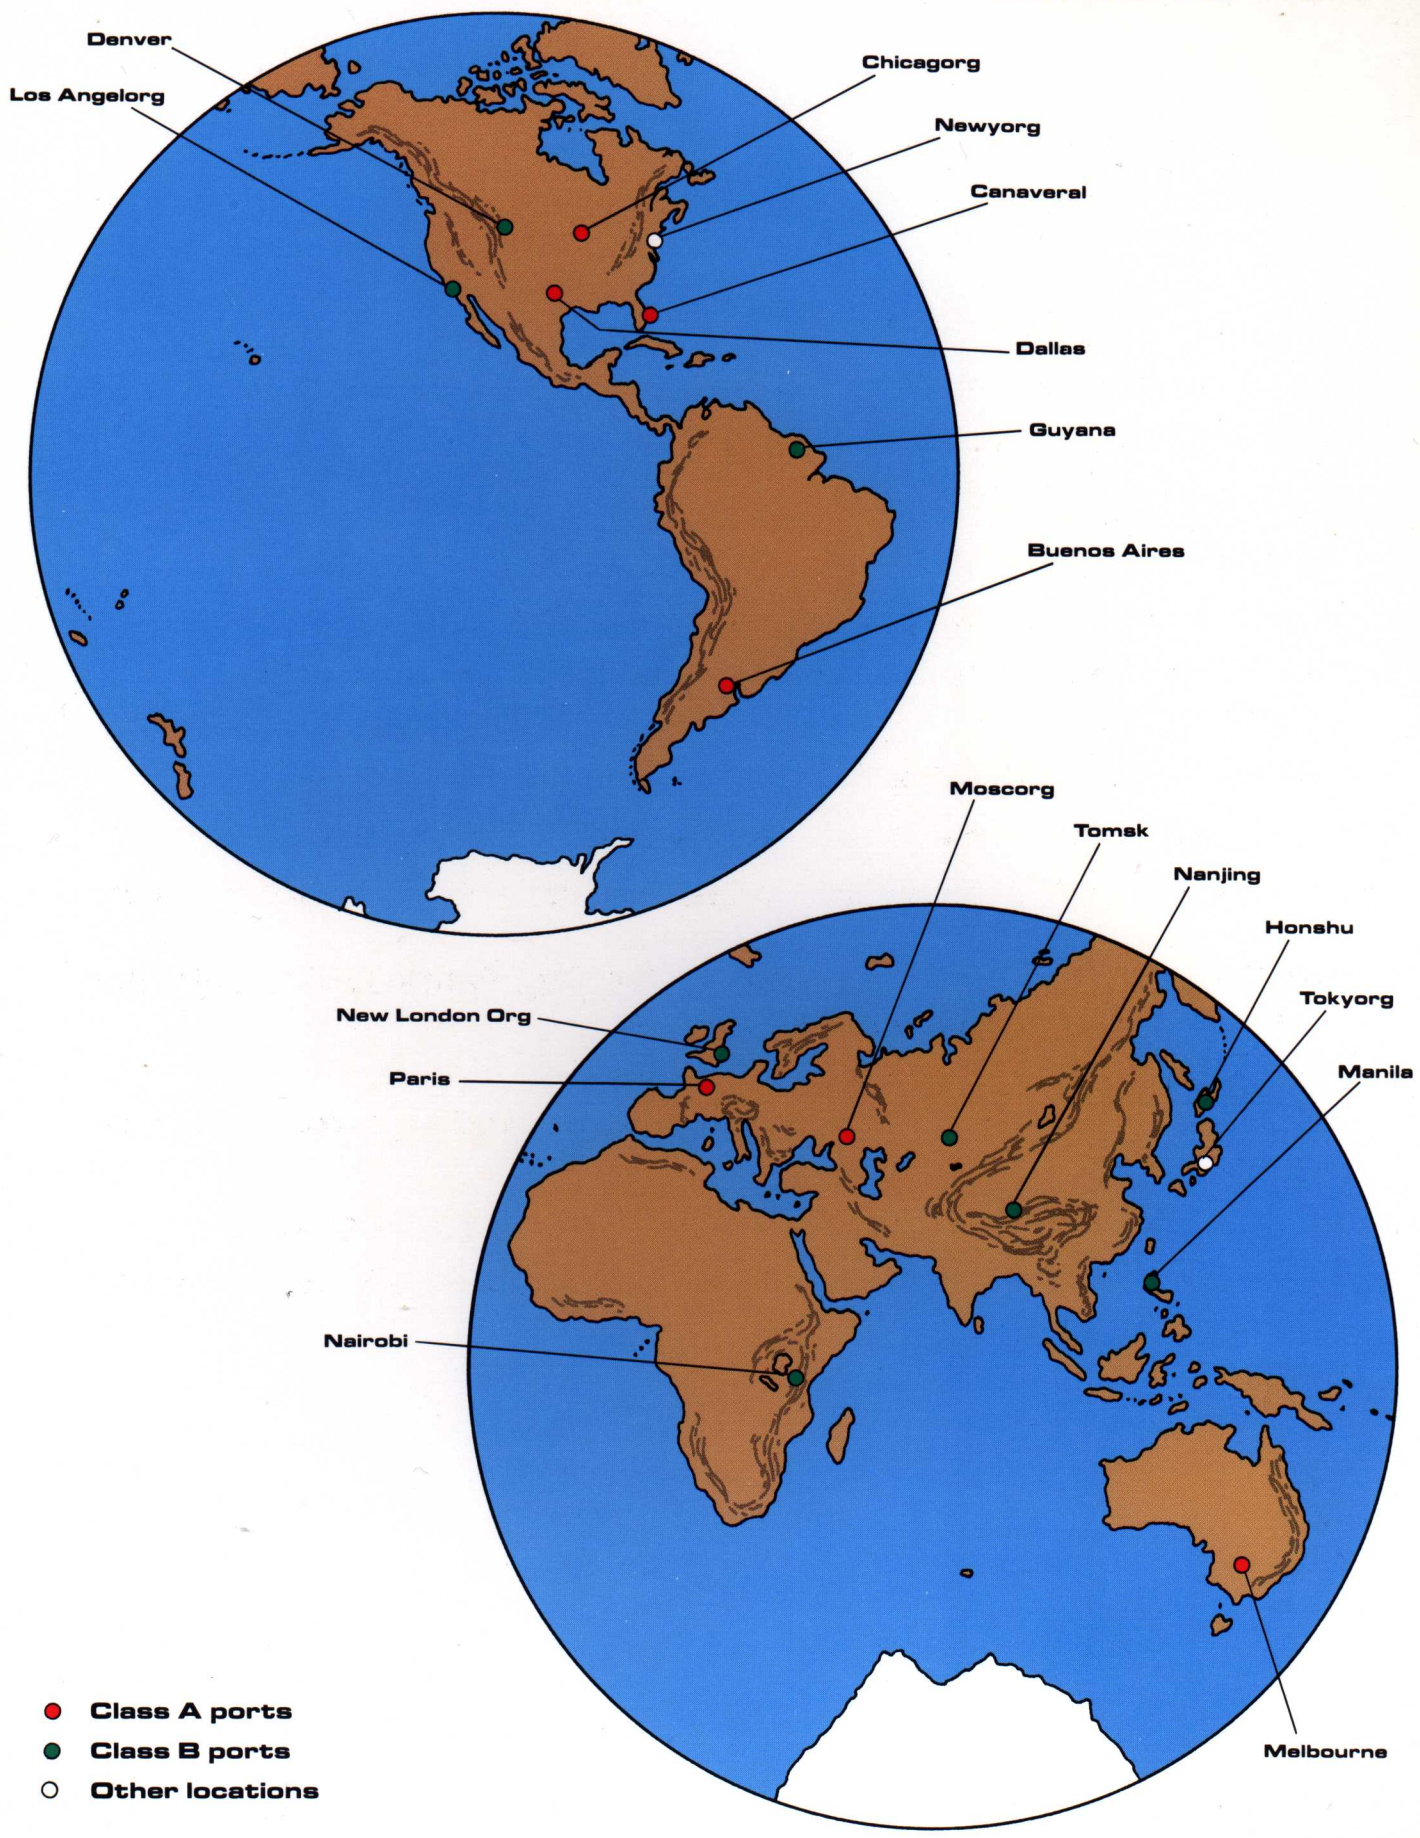 Denver
Los Angelorg
Chicagorg
Newyorg
Canaveral
Dallas
Guyana
Buenos Aires
Moscorg
Tomsk
Nanjing
Honshu
New London Org
Tokyorg
Paris
Manila
Nairobi
Class A ports
Class B ports
Melbourne
Other locations